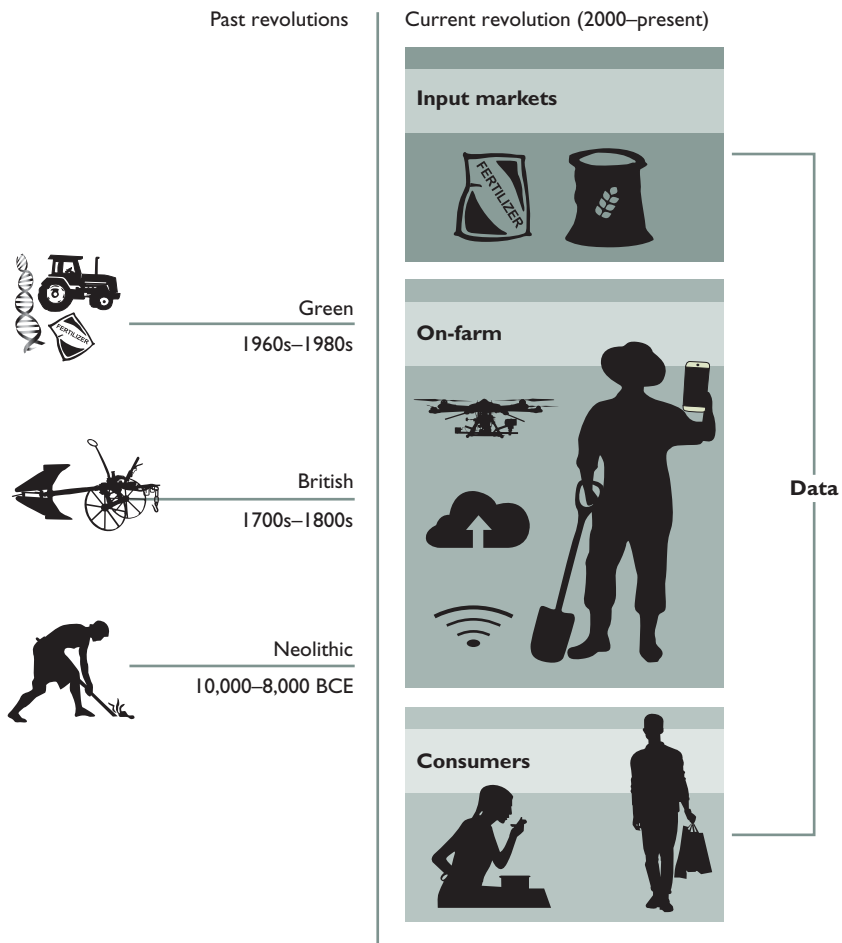 Past revolutions
Green
1960s–1980s
FERTILIZER
British
1700s–1800s
Neolithic
10,000–8,000 BCE
Current revolution (2000–present)
Input markets
FERTILIZER
On-farm
Consumers
Data